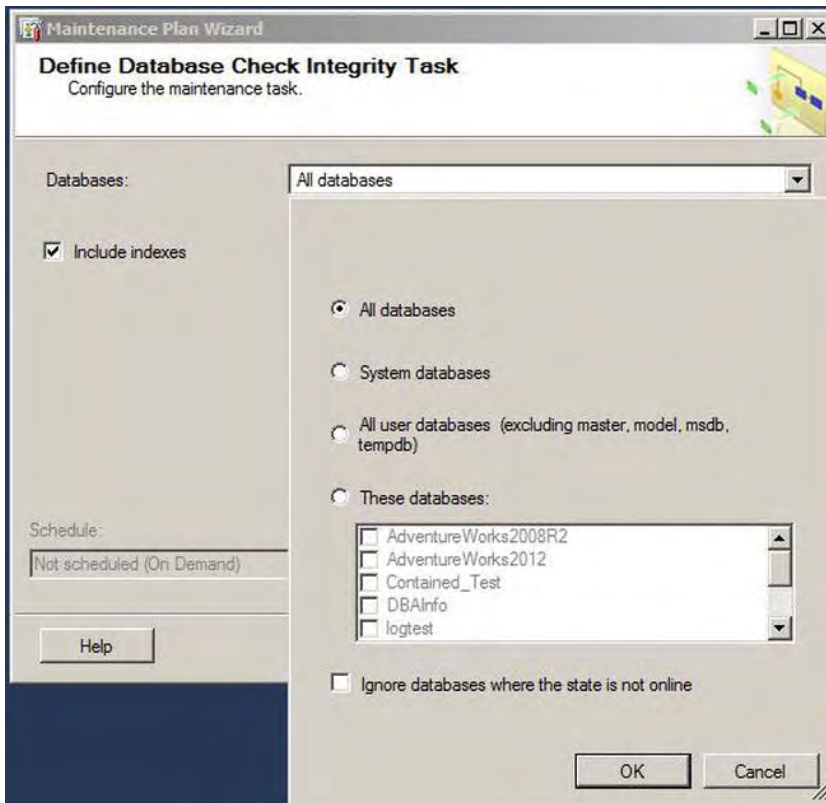 Maintenance Plan Wizard
Define Database Check Integrity Task
Configure the maintenance task.
Databases:
All databases
Include indexes
All databases
System databases
All user databases (excluding master, model, msdb,
tempdb)
These databases:
AdventureWorks2008R2
AdventureWorks2012
Contained_Test
DBAInfo
logtest
Schedule:
Not scheduled (On Demand)
Help
Ignore databases where the state is not online
OK
Cancel